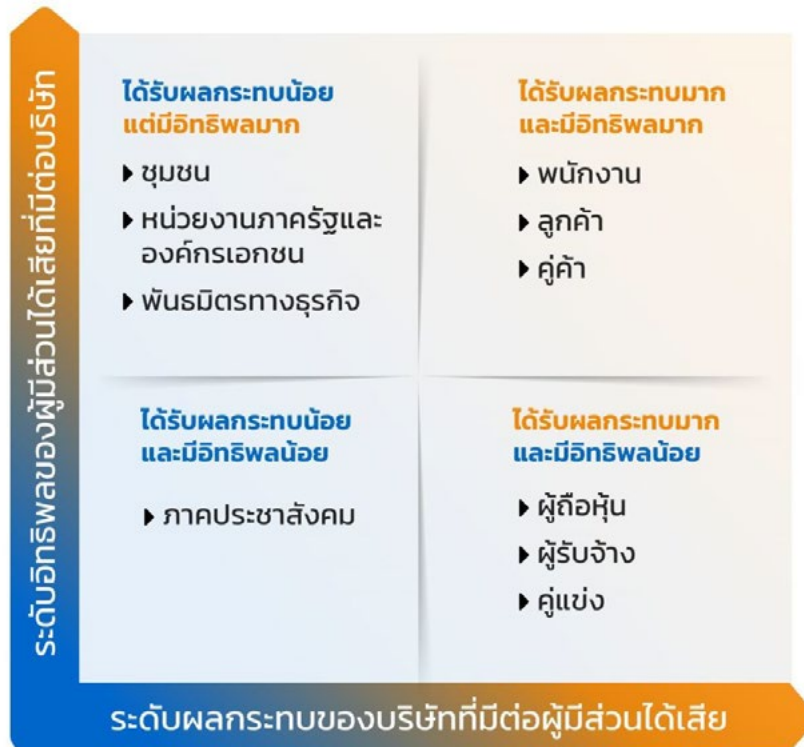 ระดับอิทธิพลของผู้มีส่วนได้เสียที่มีต่อบริษัท
ได้รับผลกระทบน้อย
แต่มีอิทธิพลมาก
ชุมชน
หน่วยงานภาครัฐและ
องค์กรเอกชน
พันธมิตรทางธุรกิจ
ได้รับผลกระทบมาก
และมีอิทธิพลมาก
พนักงาน
ลูกค้า
คู่ค้า
ได้รับผลกระทบน้อย
และมีอิทธิพลน้อย
ภาคประชาสังคม
ได้รับผลกระทบมาก
และมีอิทธิพลน้อย
ผู้ถือหุ้น
ผู้รับจ้าง
คู่แข่ง
ระดับผลกระทบของบริษัทที่มีต่อผู้มีส่วนได้เสีย